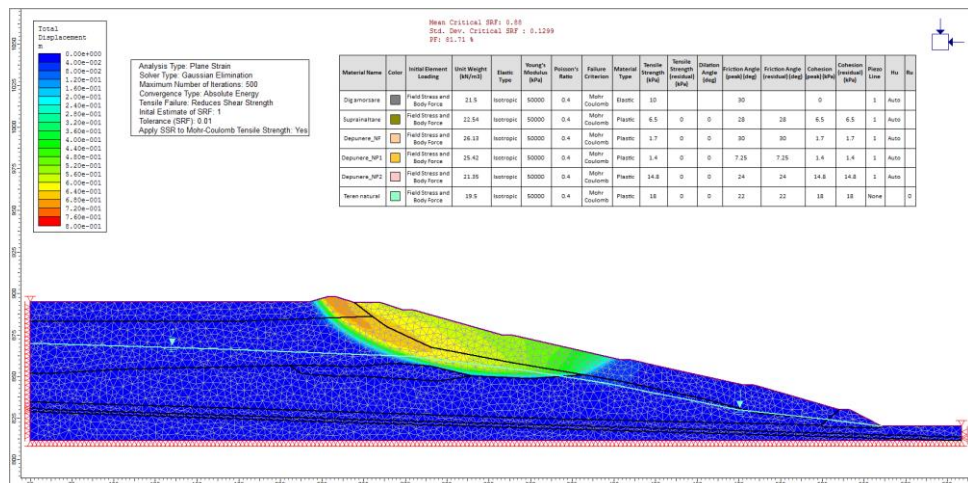 Total
Displacement
m
0.00e+000
4.00e-002
8.00e-002
1.20e-001
1.60e-001
2.00e-001
2.40e-001
2.80e-001
3.20e-001
3.60e-001
4.00e-001
4.40e-001
4.80e-001
5.20e-001
5.60e-001
6.00e-001
6.40e-001
6.80e-001
7.20e-001
7.60e-001
8.00e-001
Analysis Type: Plane Strain
Solver Type: Gaussian Elimination
Maximum Number of Iterations: 500
Convergence Type: Absolute Energy
Tensile Failure: Reduces Shear Strength
Inital Estimate of SRF: 1
Tolerance (SRF): 0.01
Apply SSR to Mohr-Coulomb Tensile Strength: Yes
Mean Critical SRF: 0.88
Std. Dev. Critical SRF : 0.1299
PF: 81.71 %
Material Name Color Initial Element Loading Unit Weight (kN/m3) Elastic Type Young's Modulus (kPa) Poisson's Ratio Failure Criterion Material Type Tensile Strength (kPa) Tensile Strength (residual) (kPa) Dilation Angle (deg) Friction Angle (peak) (deg) Friction Angle (residual) (deg) Cohesion (peak) (kPa) Cohesion (residual) (kPa) Piezo Line Hu Ru
Dig amorsare Field Stress and Body Force 21.5 Isotropic 50000 0.4 Mohr Coulomb Elastic 10 30 0 1 Auto
Suprainaltare Field Stress and Body Force 22.54 Isotropic 50000 0.4 Mohr Coulomb Plastic 6.5 0 0 28 28 6.5 6.5 1 Auto
Depunere_NF Field Stress and Body Force 26.13 Isotropic 50000 0.4 Mohr Coulomb Plastic 1.7 0 0 30 30 1.7 1.7 1 Auto
Depunere_NF1 Field Stress and Body Force 25.42 Isotropic 50000 0.4 Mohr Coulomb Plastic 1.4 0 0 7.25 7.25 1.4 1.4 1 Auto
Depunere_NF2 Field Stress and Body Force 21.35 Isotropic 50000 0.4 Mohr Coulomb Plastic 14.8 0 0 24 24 14.8 14.8 1 Auto
Teren natural Field Stress and Body Force 19.5 Isotropic 50000 0.4 Mohr Coulomb Plastic 18 0 0 22 22 18 18 None 0
1050
1025
1000
975
950
925
900
875
850
825
800